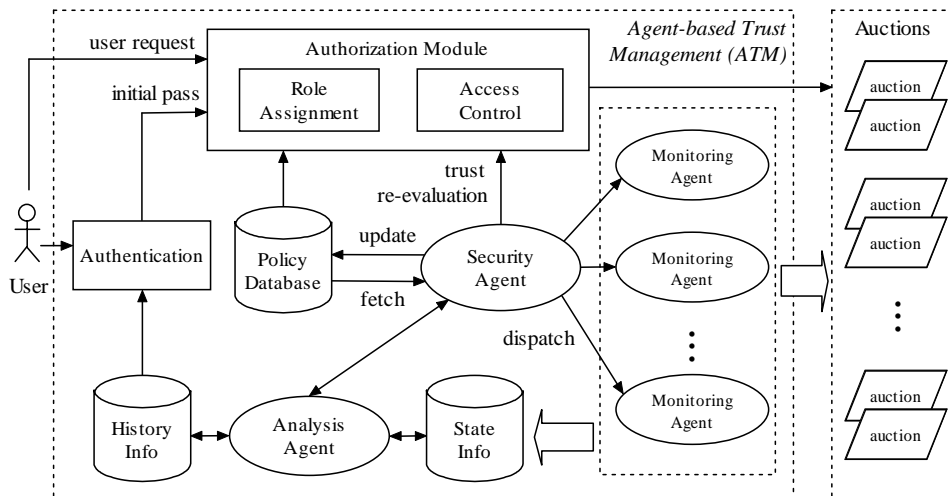 user request
Authorization Module
Agent-based Trust
Management (ATM)
Auctions
initial pass
Role
Assignment
Access
Control
auction
auction
trust
re-evaluation
Monitoring
Agent
User
Authentication
Policy
Database
update
fetch
Security
Agent
Monitoring
Agent
auction
auction
dispatch
Monitoring
Agent
auction
auction
History
Info
Analysis
Agent
State
Info